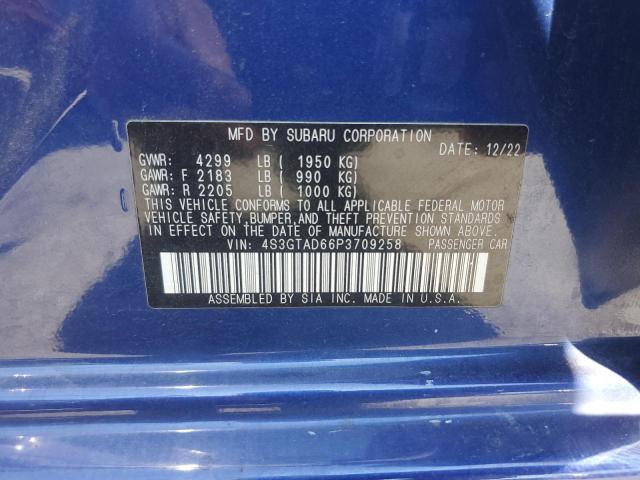 MFD BY SUBARU CORPORATION
DATE: 12/22
GVWR: 4299 LB ( 1950 KG)
GAWR: F 2183 LB ( 990 KG)
GAWR: R 2205 LB ( 1000 KG)
THIS VEHICLE CONFORMS TO ALL APPLICABLE FEDERAL MOTOR
VEHICLE SAFETY,BUMPER,AND THEFT PREVENTION STANDARDS
IN EFFECT ON THE DATE OF MANUFACTURE SHOWN ABOVE.
VIN: 4S3GTAD66P3709258 PASSENGER CAR
ASSEMBLED BY SIA INC. MADE IN U.S.A.